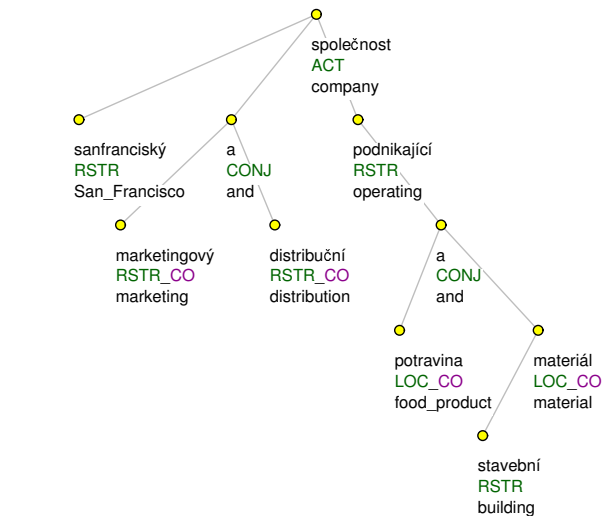 společnost
ACT
company
sanfranciský
RSTR
San_Francisco
a
CONJ
and
podnikající
RSTR
operating
marketingový
RSTR_CO
marketing
distribuční
RSTR_CO
distribution
a
CONJ
and
potravina
LOC_CO
food_product
materiál
LOC_CO
material
stavební
RSTR
building